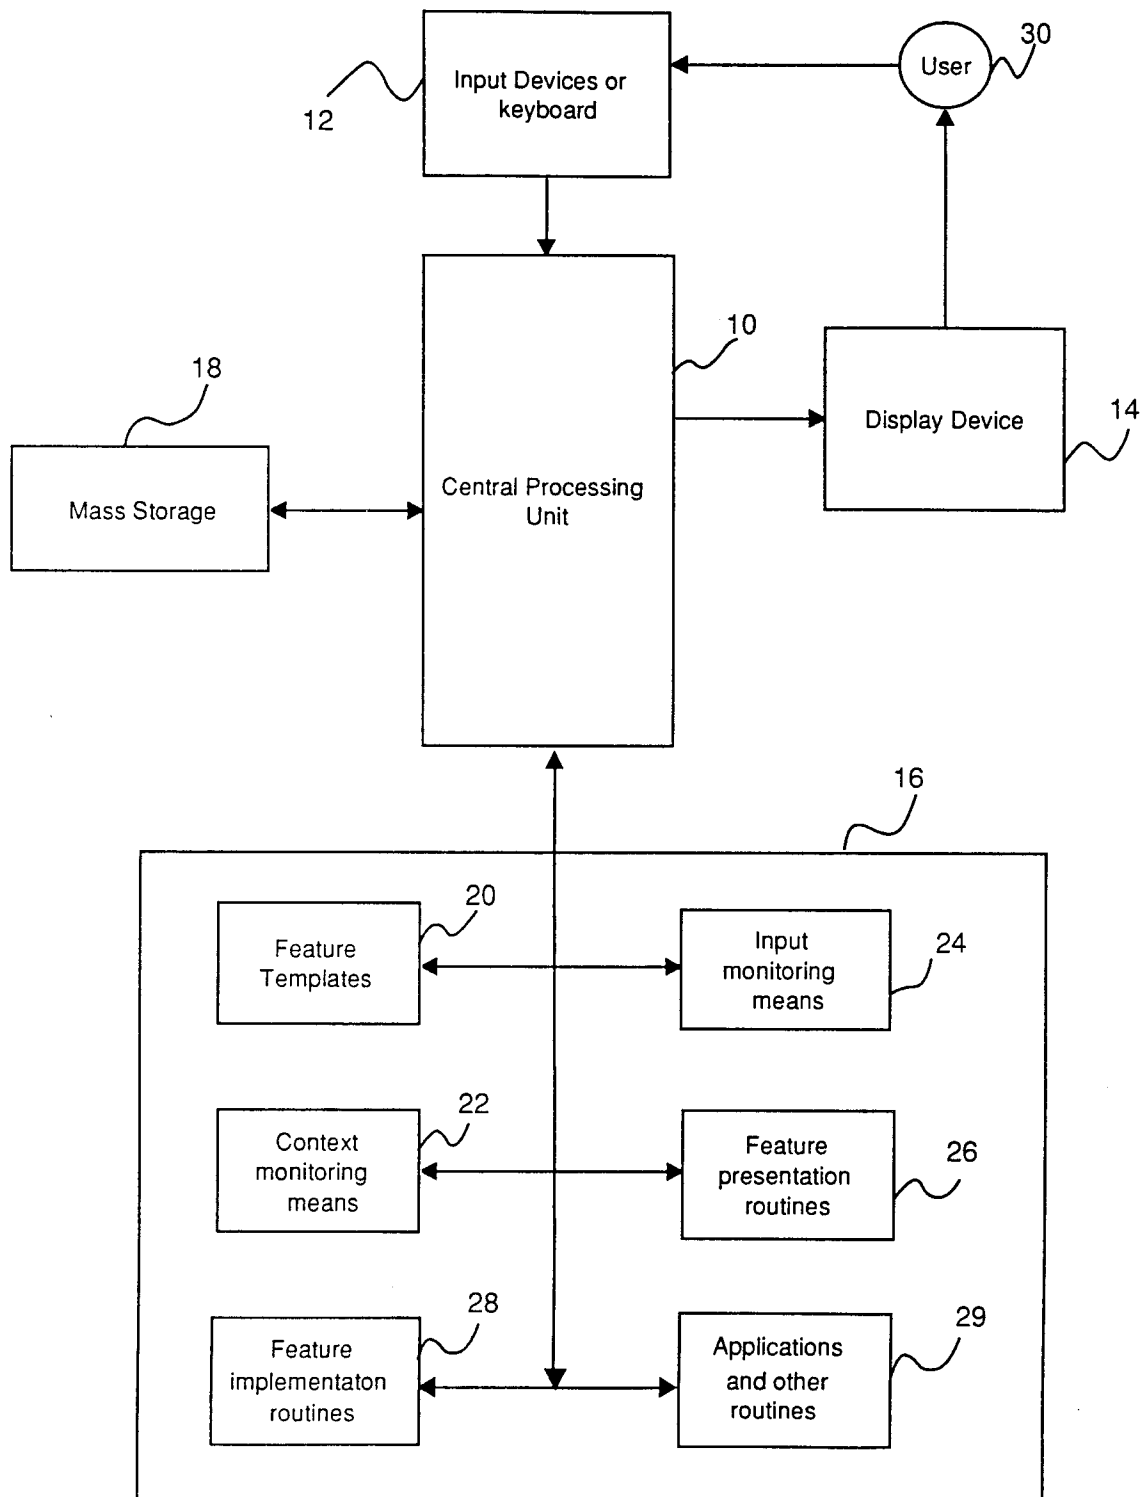 30
User
Input Devices or
keyboard
12
10
18
14
Display Device
Mass Storage
Central Processing
Unit
16
20
Feature
Templates
Input
monitoring
means
24
22
Context
monitoring
means
Feature
presentation
routines
26
28
Feature
implementaton
routines
29
Applications
and other
routines